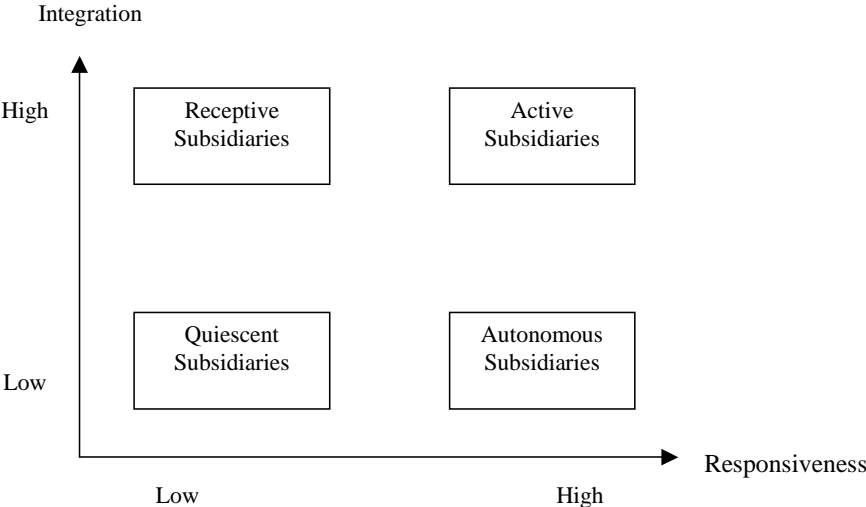 Integration
High
Receptive
Subsidiaries
Active
Subsidiaries
Quiescent
Subsidiaries
Autonomous
Subsidiaries
Low
Responsiveness
Low
High